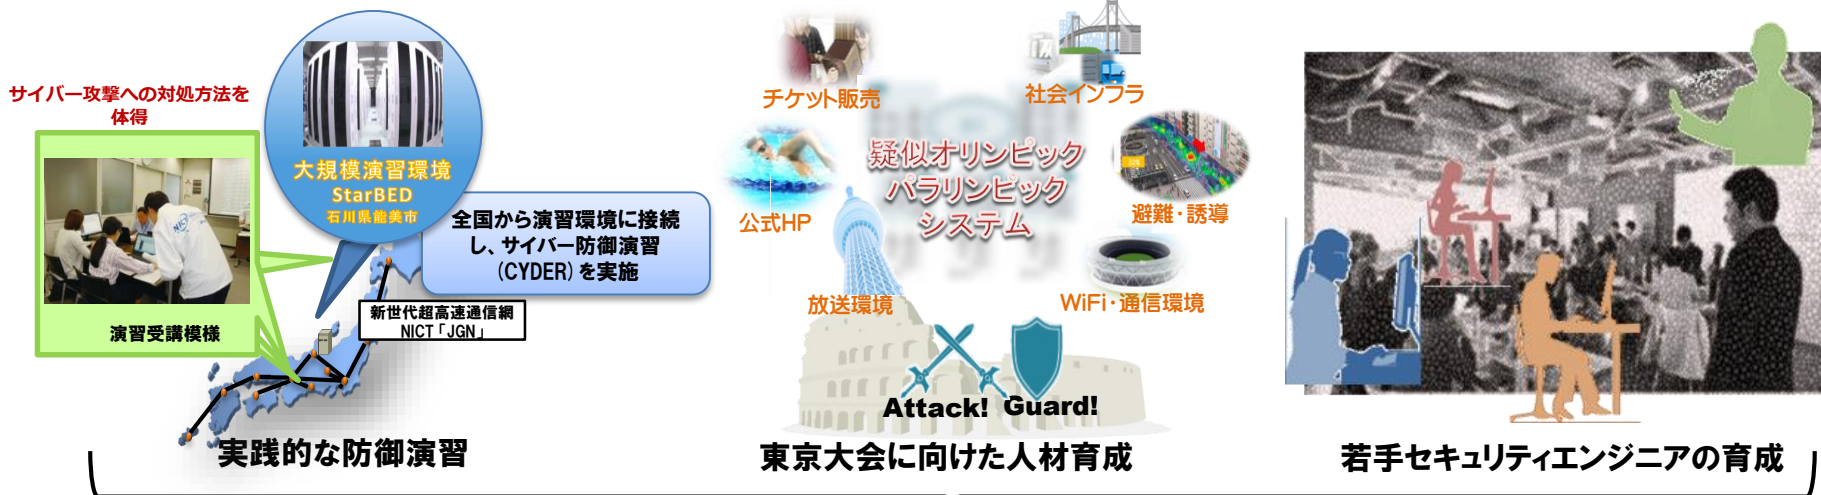 サイバー攻撃への対処方法を
体得
大規模演習環境
StarBED
石川県能美市
全国から演習環境に接続
し、サイバー防御演習
(CYDER)を実施
新世代超高速通信網
NICT「JGN」
演習受講模様
実践的な防御演習
チケット販売
社会インフラ
疑似オリンピック
パラリンピック
システム
公式HP
避難・誘導
放送環境
WiFi・通信環境
Attack! Guard!
東京大会に向けた人材育成
若手セキュリティエンジニアの育成